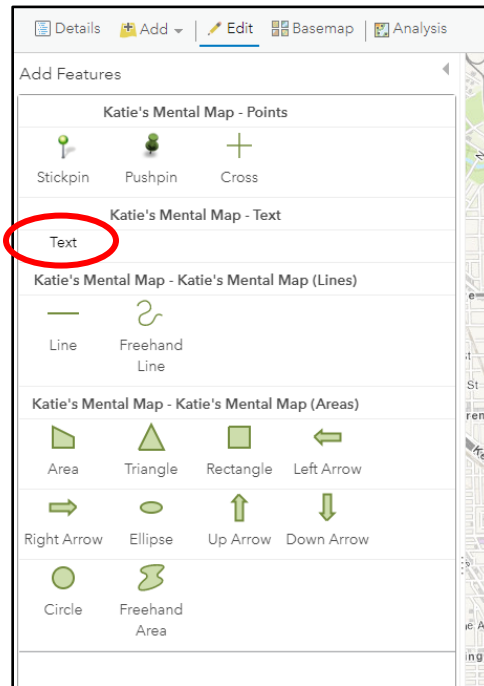 Details Add Edit Basemap Analysis
Add Features
Katie's Mental Map - Points
Stickpin Pushpin Cross
Katie's Mental Map - Text
Text
Katie's Mental Map - Katie's Mental Map (Lines)
Line Freehand
Line
Katie's Mental Map - Katie's Mental Map (Areas)
Area Triangle Rectangle Left Arrow
Right Arrow Ellipse Up Arrow Down Arrow
Circle Freehand
Area
St